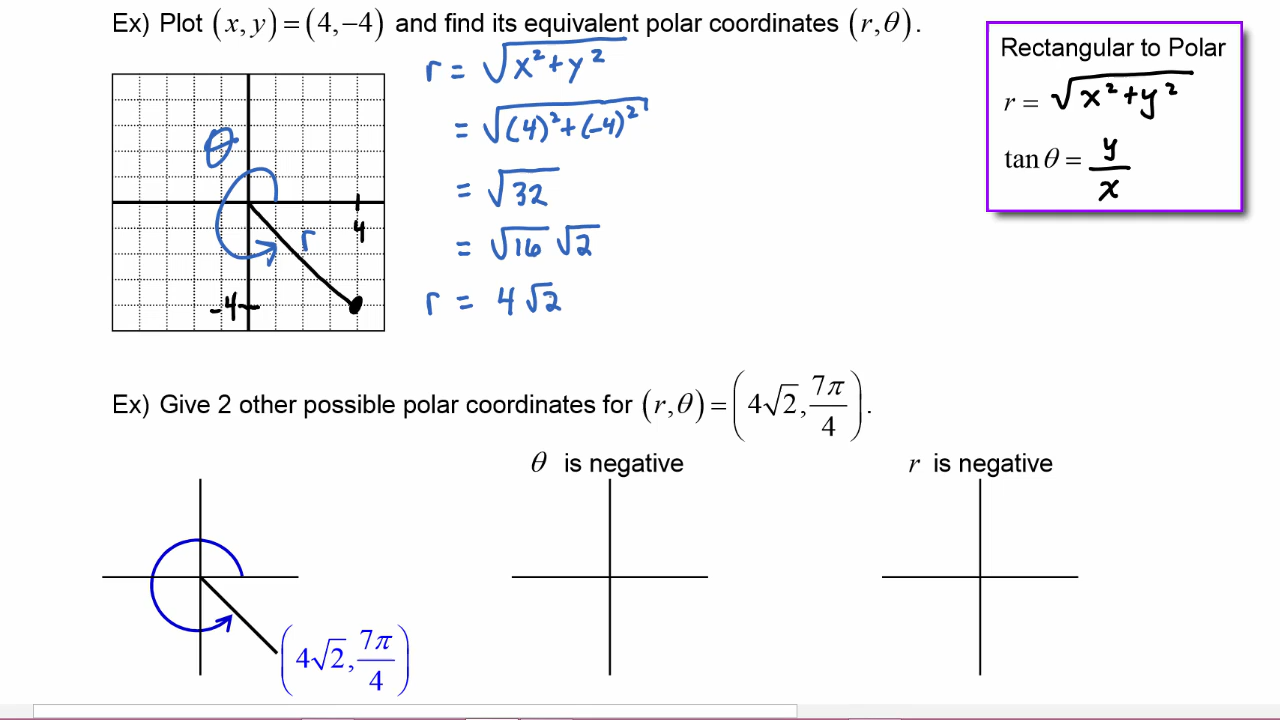 Ex) Plot (x, y) = (4, −4) and find its equivalent polar coordinates (r, θ).
Rectangular to Polar
r = √(x² + y²)
tan θ = y/x
r = √(x² + y²)
= √((4)² + (−4)²)
= √32
= √16 √2
r = 4√2
θ
r
4
−4
Ex) Give 2 other possible polar coordinates for (r, θ) = (4√2, 7π/4).
θ is negative
r is negative
(4√2, 7π/4)